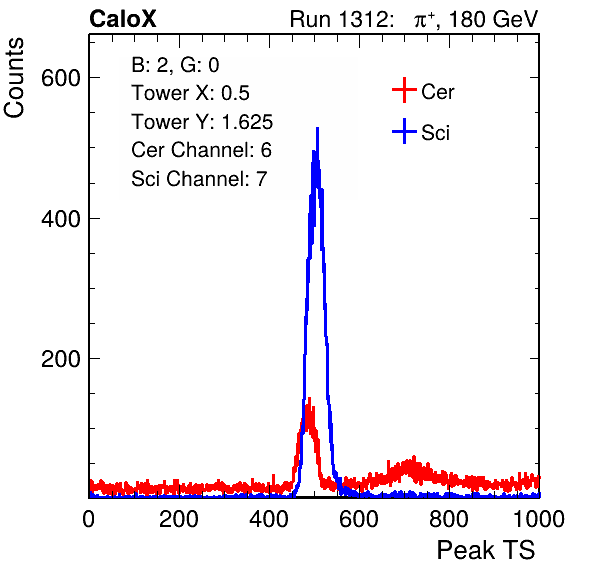 CaloX Run 1312: π⁺, 180 GeV
Counts
B: 2, G: 0
Tower X: 0.5
Tower Y: 1.625
Cer Channel: 6
Sci Channel: 7
Cer
Sci
600
400
200
0 200 400 600 800 1000
Peak TS